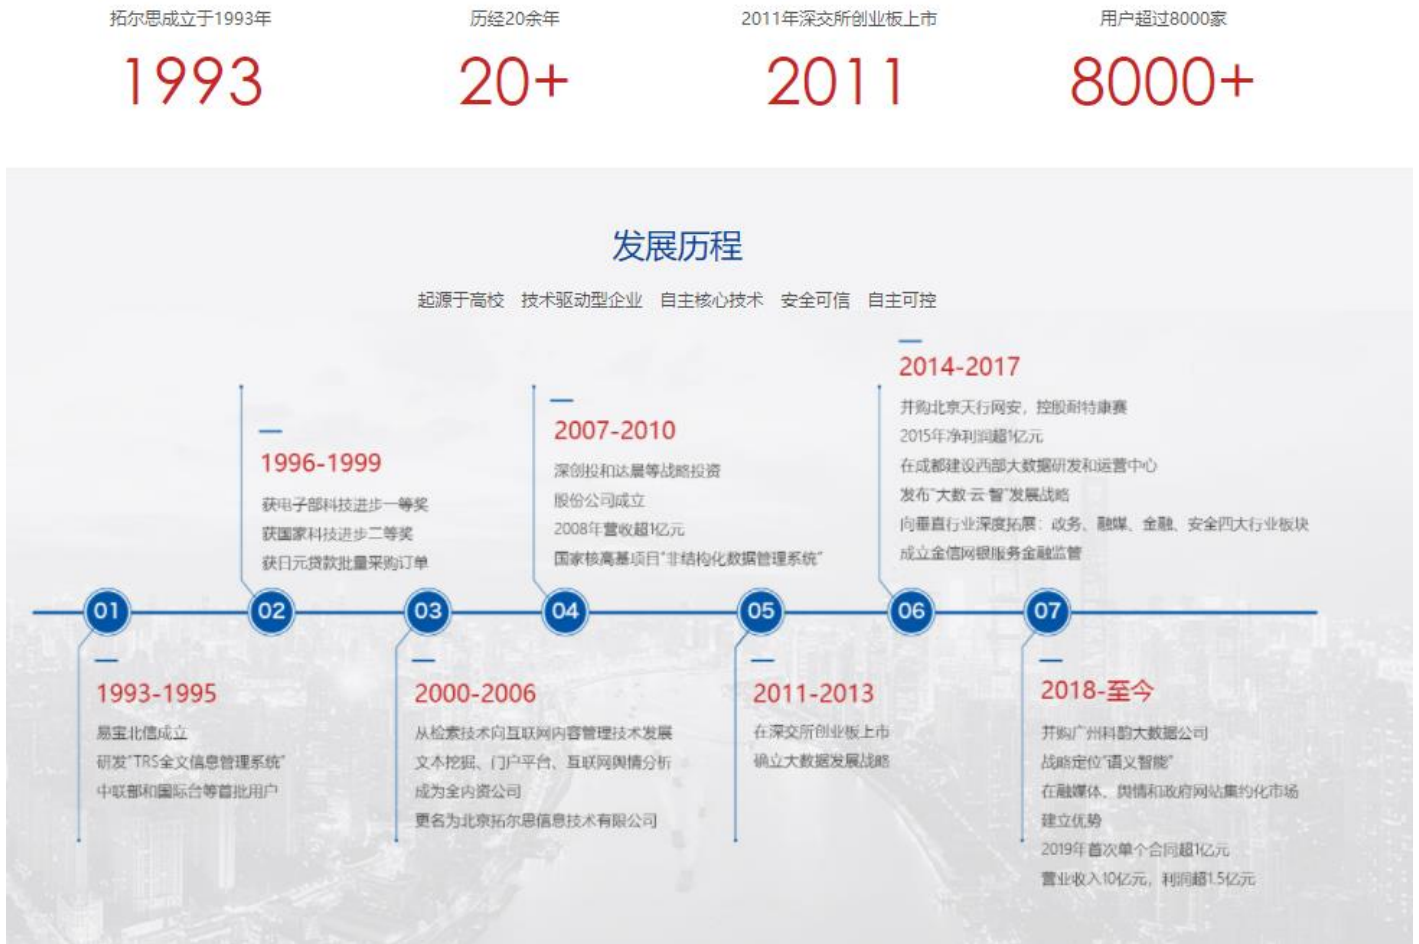 拓尔思成立于1993年
1993
历经20余年
20+
2011年深交所创业板上市
2011
用户超过8000家
8000+
发展历程
起源于高校 技术驱动型企业 自主核心技术 安全可信 自主可控
01
1993-1995
易宝北信成立
研发"TRS全文信息管理系统"
中联部和国际台等首批用户
02
1996-1999
获电子部科技进步一等奖
获国家科技进步二等奖
获日元贷款批量采购订单
03
2000-2006
从检索技术向互联网内容管理技术发展
文本挖掘、门户平台、互联网舆情分析
成为全内资公司
更名为北京拓尔思信息技术有限公司
04
2007-2010
深创投和达晨等战略投资
股份公司成立
2008年营收超1亿元
国家核高基项目"非结构化数据管理系统"
05
2011-2013
在深交所创业板上市
确立大数据发展战略
06
2014-2017
并购北京天行网安，控股耐特康赛
2015年净利润超1亿元
在成都建设西部大数据研发和运营中心
发布"大数·云·智"发展战略
向垂直行业深度拓展：政务、融媒、金融、安全四大行业板块
成立金信网银服务金融监管
07
2018-至今
并购广州科韵大数据公司
战略定位"语义智能"
在融媒体、舆情和政府网站集约化市场
建立优势
2019年首次单个合同超1亿元
营业收入10亿元，利润超1.5亿元